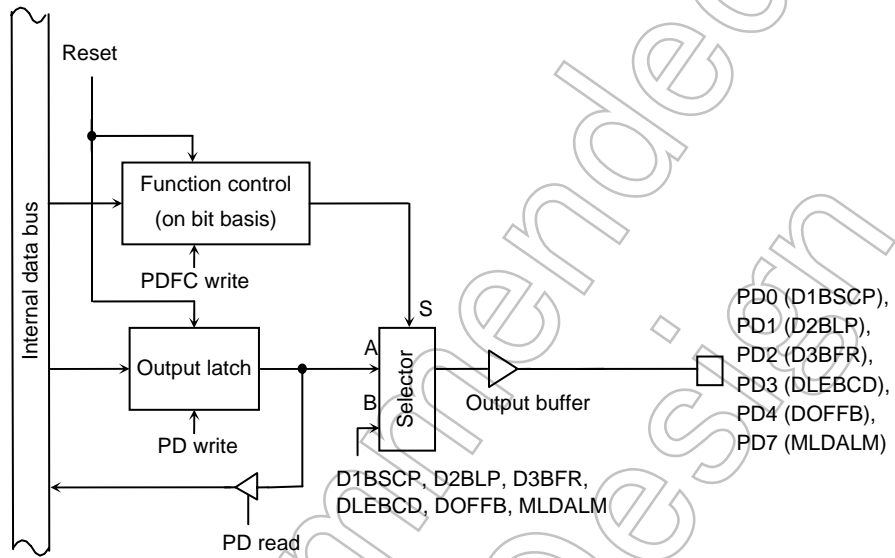 Reset
Internal data bus
Function control
(on bit basis)
PDFC write
S
A
B
Output latch
Selector
PD write
Output buffer
PD0 (D1BSCP),
PD1 (D2BLP),
PD2 (D3BFR),
PD3 (DLEBCD),
PD4 (DOFFB),
PD7 (MLDALM)
D1BSCP, D2BLP, D3BFR,
DLEBCD, DOFFB, MLDALM
PD read
mmended
Design